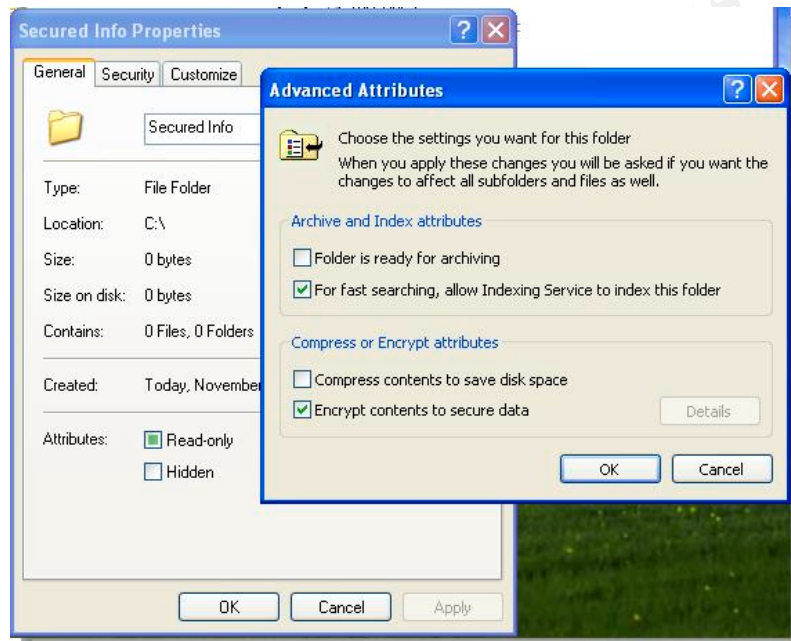 Secured Info Properties
General Security Customize
Secured Info
Type: File Folder
Location: C:\
Size: 0 bytes
Size on disk: 0 bytes
Contains: 0 Files, 0 Folders
Created: Today, November
Attributes: Read-only
Hidden
OK Cancel Apply
Advanced Attributes
Choose the settings you want for this folder
When you apply these changes you will be asked if you want the
changes to affect all subfolders and files as well.
Archive and Index attributes
Folder is ready for archiving
For fast searching, allow Indexing Service to index this folder
Compress or Encrypt attributes
Compress contents to save disk space
Encrypt contents to secure data
Details
OK Cancel